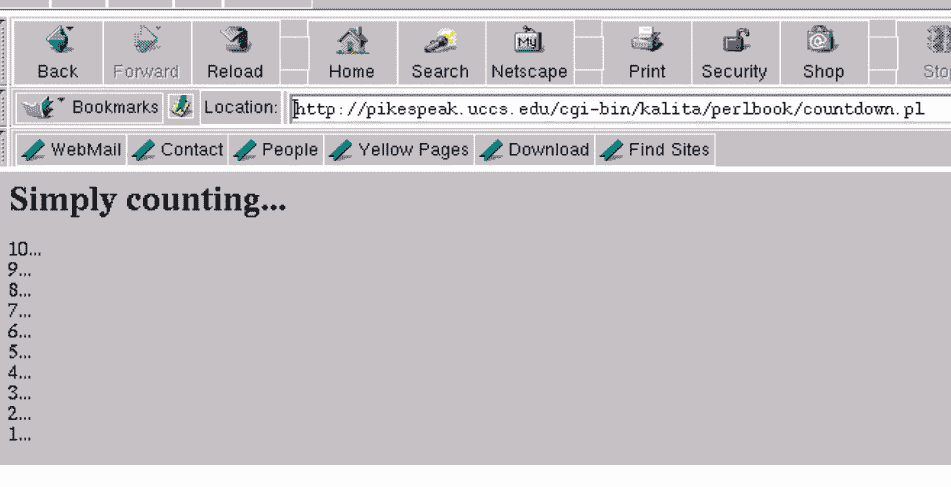 Back Forward Reload Home Search Netscape Print Security Shop
My
Bookmarks Location: http://pikespeak.uccs.edu/cgi-bin/kalita/perlbook/countdown.pl
WebMail Contact People Yellow Pages Download Find Sites
Simply counting...
10...
9...
8...
7...
6...
5...
4...
3...
2...
1...